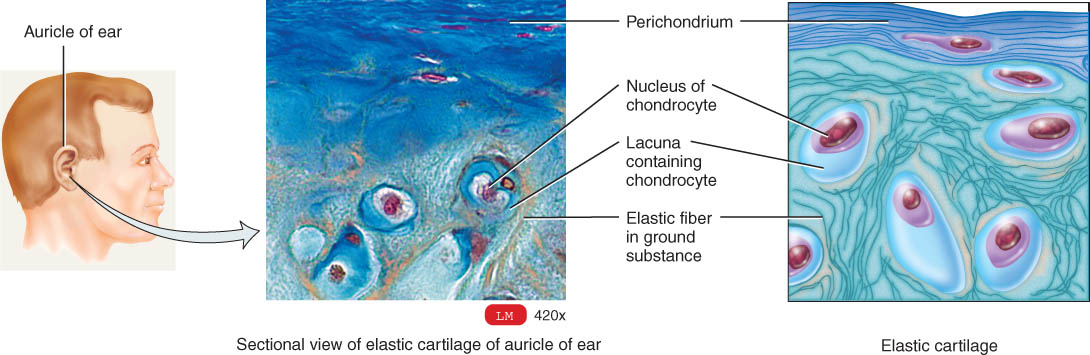 Auricle of ear
Perichondrium
Nucleus of
chondrocyte
Lacuna
containing
chondrocyte
Elastic fiber
in ground
substance
LM 420x
Sectional view of elastic cartilage of auricle of ear
Elastic cartilage